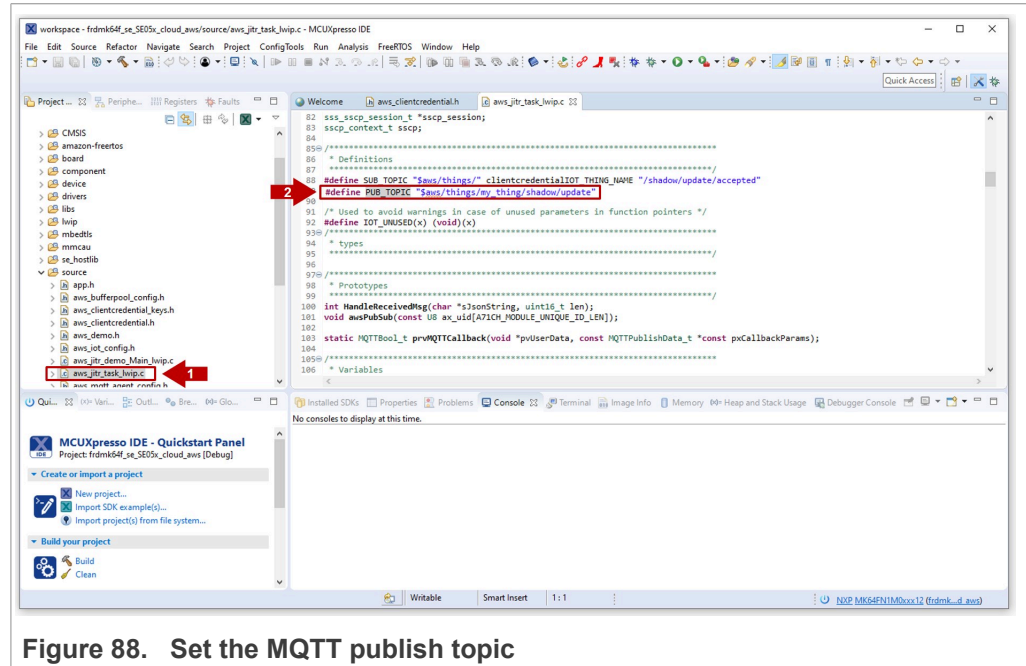 workspace - frdmk64f_se_SE05x_cloud_aws/source/aws_jitr_task_lwip.c - MCUXpresso IDE
File Edit Source Refactor Navigate Search Project ConfigTools Run Analysis FreeRTOS Window Help
Quick Access
Project... Periphe... Registers Faults
Welcome aws_clientcredential.h aws_jitr_task_lwip.c
CMSIS
amazon-freertos
board
component
device
drivers
libs
lwip
mbedtls
mmcau
se_hostlib
source
app.h
aws_bufferpool_config.h
aws_clientcredential_keys.h
aws_clientcredential.h
aws_demo.h
aws_iot_config.h
aws_jitr_demo_Main_lwip.c
aws_jitr_task_lwip.c
1
aws_mqtt_agent_config.h
82 sss_sscp_session_t *sscp_session;
83 sscp_context_t sscp;
84
85 /*******************************************************************************
86 * Definitions
87 ******************************************************************************/
88 #define SUB_TOPIC "$aws/things/" clientcredentialIOT_THING_NAME "/shadow/update/accepted"
2 #define PUB_TOPIC "$aws/things/my_thing/shadow/update"
90
91 /* Used to avoid warnings in case of unused parameters in function pointers */
92 #define IOT_UNUSED(x) (void)(x)
93 /*******************************************************************************
94 * types
95 ******************************************************************************/
96
97 /*******************************************************************************
98 * Prototypes
99 ******************************************************************************/
100 int HandleReceivedMsg(char *sJsonString, uint16_t len);
101 void awsPubSub(const U8 ax_uid[A71CH_MODULE_UNIQUE_ID_LEN]);
102
103 static MQTTBool_t prvMQTTCallback(void *pvUserData, const MQTTPublishData_t *const pxCallbackParams);
104
105 /*******************************************************************************
106 * Variables
Qui... Vari... Outl... Bre... Glo...
Installed SDKs Properties Problems Console Terminal Image Info Memory Heap and Stack Usage Debugger Console
No consoles to display at this time.
IDE
MCUXpresso IDE - Quickstart Panel
Project: frdmk64f_se_SE05x_cloud_aws [Debug]
Create or import a project
New project...
Import SDK example(s)...
Import project(s) from file system...
Build your project
Build
Clean
Writable Smart Insert 1:1 NXP MK64FN1M0xxx12 (frdmk...d_aws)
Figure 88. Set the MQTT publish topic